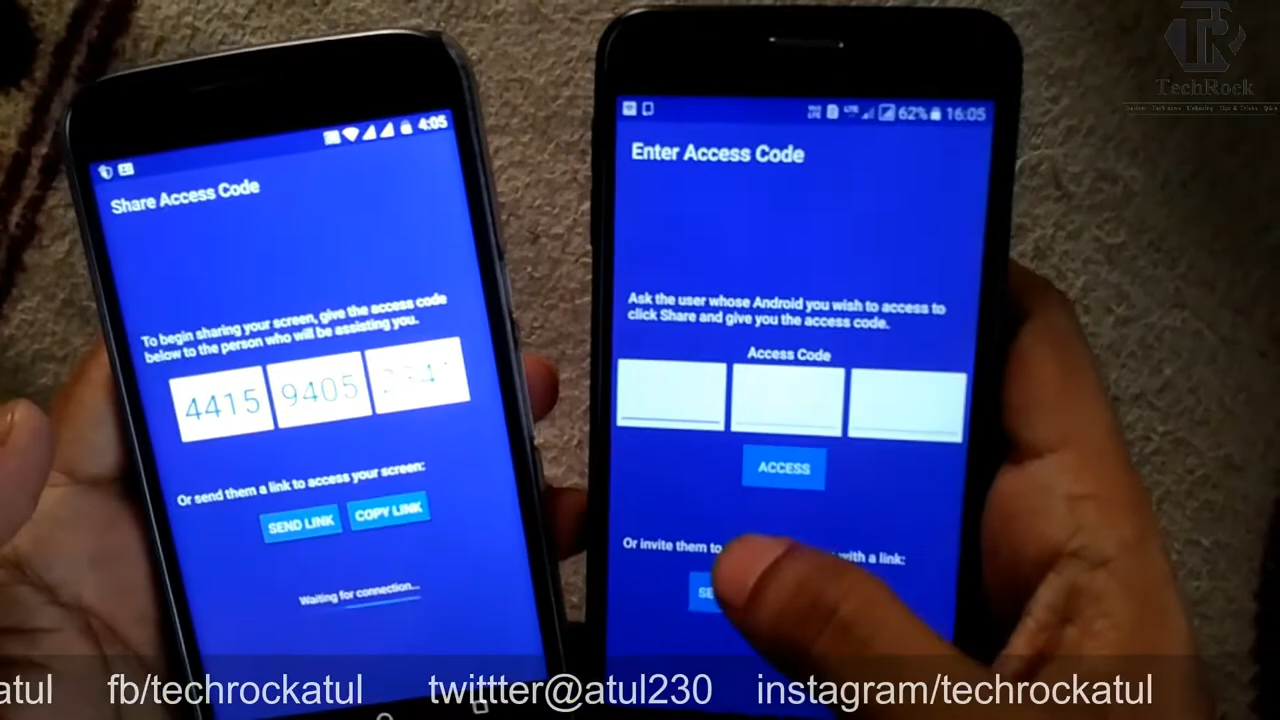 TechRock
4:05
Share Access Code
To begin sharing your screen, give the access code
below to the person who will be assisting you.
4415 9405
Or send them a link to access your screen:
SEND LINK COPY LINK
Waiting for connection...
62% 16:05
Enter Access Code
Ask the user whose Android you wish to access to
click Share and give you the access code.
Access Code
ACCESS
Or invite them to with a link:
atul fb/techrockatul twittter@atul230 instagram/techrockatul